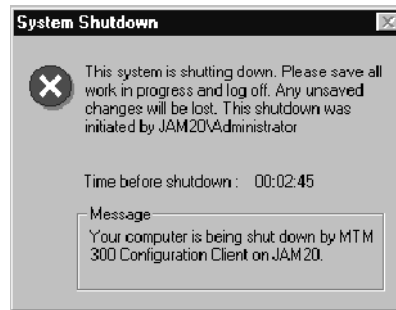 System Shutdown
This system is shutting down. Please save all
work in progress and log off. Any unsaved
changes will be lost. This shutdown was
initiated by JAM20\Administrator
Time before shutdown : 00:02:45
Message
Your computer is being shut down by MTM
300 Configuration Client on JAM20.